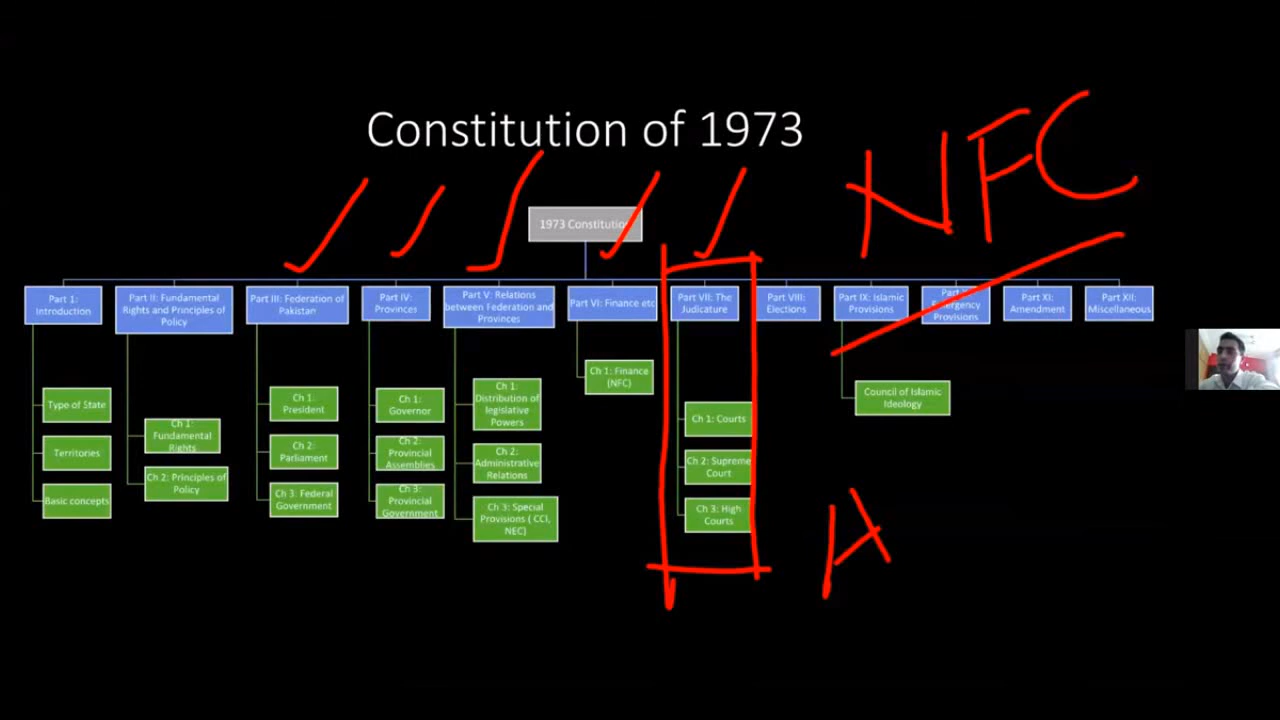 Constitution of 1973
NFC
1973 Constitution
Part 1:
Introduction
Type of State
Territories
Basic concepts
Part II: Fundamental
Rights and Principles of
Policy
Ch 1:
Fundamental
Rights
Ch 2: Principles of
Policy
Part III: Federation of
Pakistan
Ch 1:
President
Ch 2:
Parliament
Ch 3: Federal
Government
Part IV:
Provinces
Ch 1:
Governor
Ch 2:
Provincial
Assemblies
Ch 3:
Provincial
Government
Part V: Relations
between Federation and
Provinces
Ch 1:
Distribution of
legislative
Powers
Ch 2:
Administrative
Relations
Ch 3: Special
Provisions ( CCI,
NEC)
Part VI: Finance etc
Ch 1: Finance
(NFC)
Part VII: The
Judicature
Ch 1: Courts
Ch 2: Supreme
Court
Ch 3: High
Courts
Part VIII:
Elections
Part IX: Islamic
Provisions
Council of Islamic
Ideology
Part
Emergency
Provisions
Part XI:
Amendment
Part XII:
Miscellaneous
A